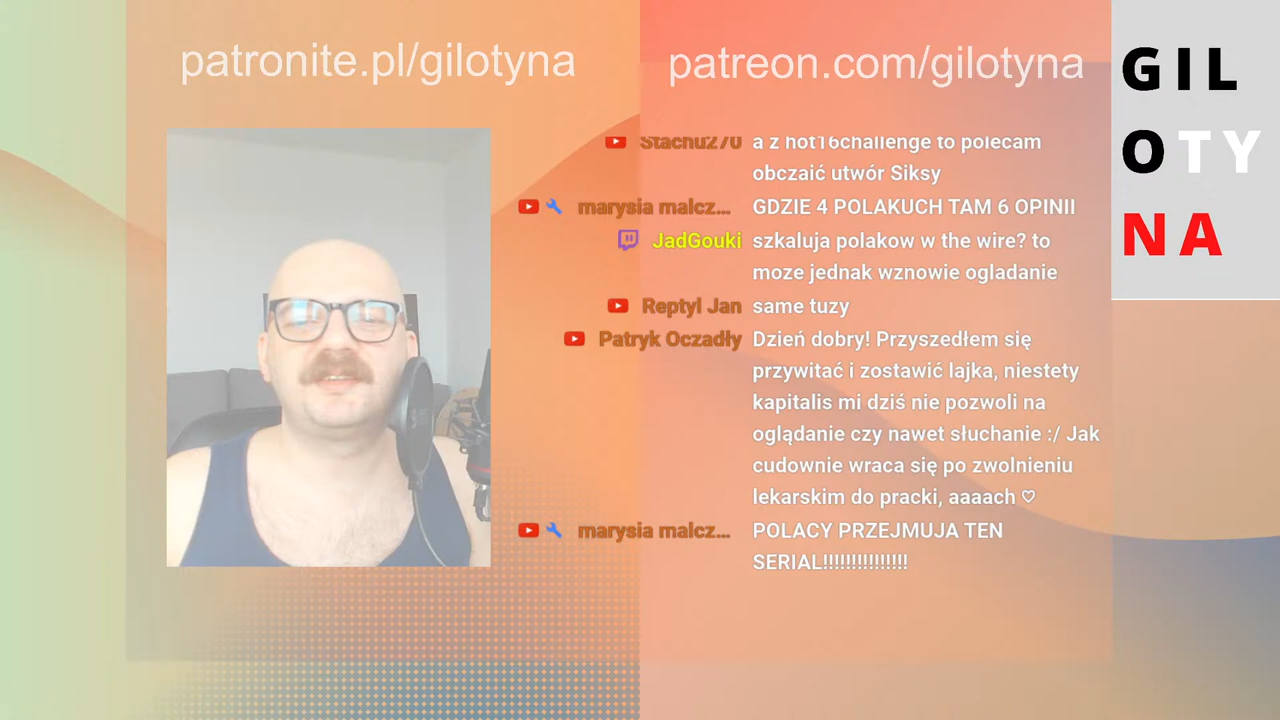 patronite.pl/gilotyna
patreon.com/gilotyna
GIL
OTY
NA
Stachu270 a z hot16challenge to polecam
obczaić utwór Siksy
marysia malcz... GDZIE 4 POLAKUCH TAM 6 OPINII
JadGouki szkaluja polakow w the wire? to
moze jednak wznowie ogladanie
Reptyl Jan same tuzy
Patryk Oczadły Dzień dobry! Przyszedłem się
przywitać i zostawić lajka, niestety
kapitalis mi dziś nie pozwoli na
oglądanie czy nawet słuchanie :/ Jak
cudownie wraca się po zwolnieniu
lekarskim do pracki, aaaach ♡
marysia malcz... POLACY PRZEJMUJA TEN
SERIAL!!!!!!!!!!!!!!!